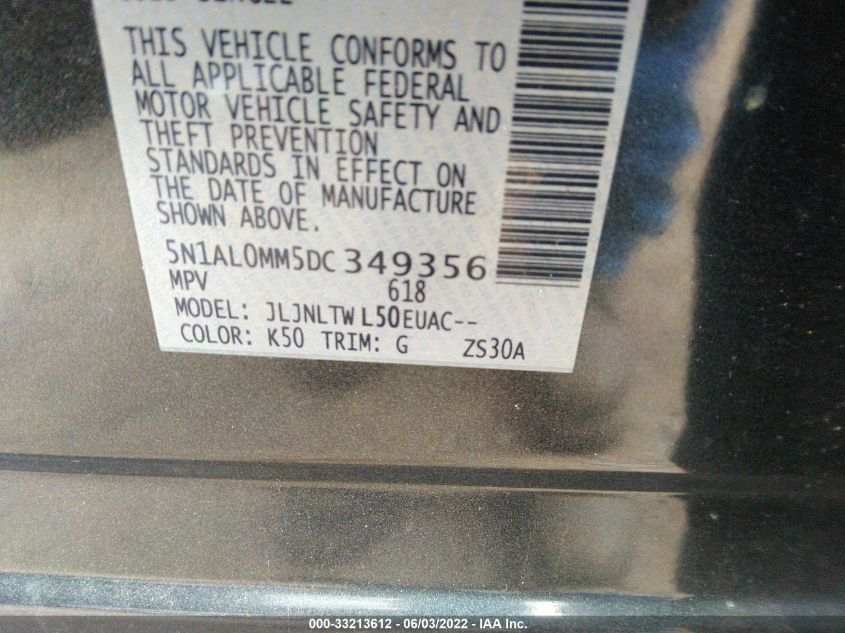 THIS VEHICLE CONFORMS TO
ALL APPLICABLE FEDERAL
MOTOR VEHICLE SAFETY AND
THEFT PREVENTION
STANDARDS IN EFFECT ON
THE DATE OF MANUFACTURE
SHOWN ABOVE.
5N1AL0MM5DC 349356
MPV 618
MODEL: JLJNLTWL50EUAC--
COLOR: K50 TRIM: G ZS30A
000-33213612 - 06/03/2022 - IAA Inc.